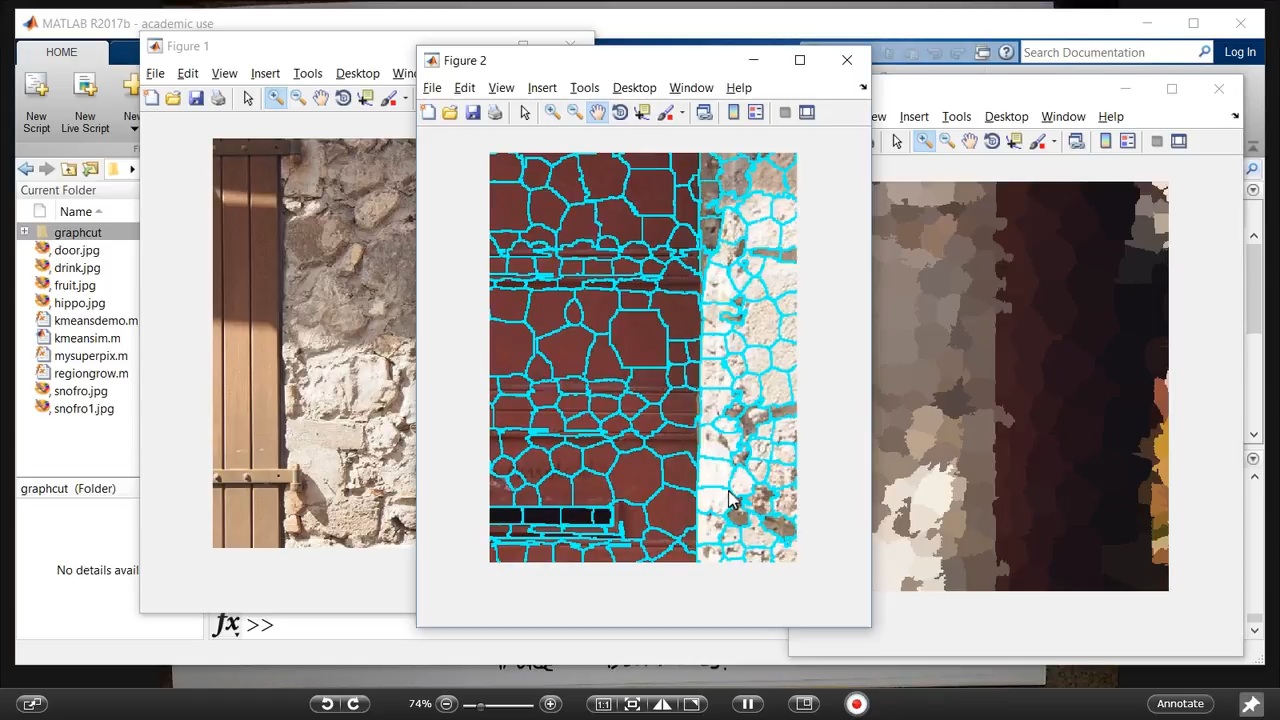 MATLAB R2017b - academic use
HOME
Search Documentation
Log In
New Script
New Live Script
New
Current Folder
Name
graphcut
door.jpg
drink.jpg
fruit.jpg
hippo.jpg
kmeansdemo.m
kmeansim.m
mysuperpix.m
regiongrow.m
snofro.jpg
snofro1.jpg
graphcut (Folder)
No details avail
Figure 1
File Edit View Insert Tools Desktop
Figure 2
File Edit View Insert Tools Desktop Window Help
Insert Tools Desktop Window Help
fx >>
74%
1:1
Annotate